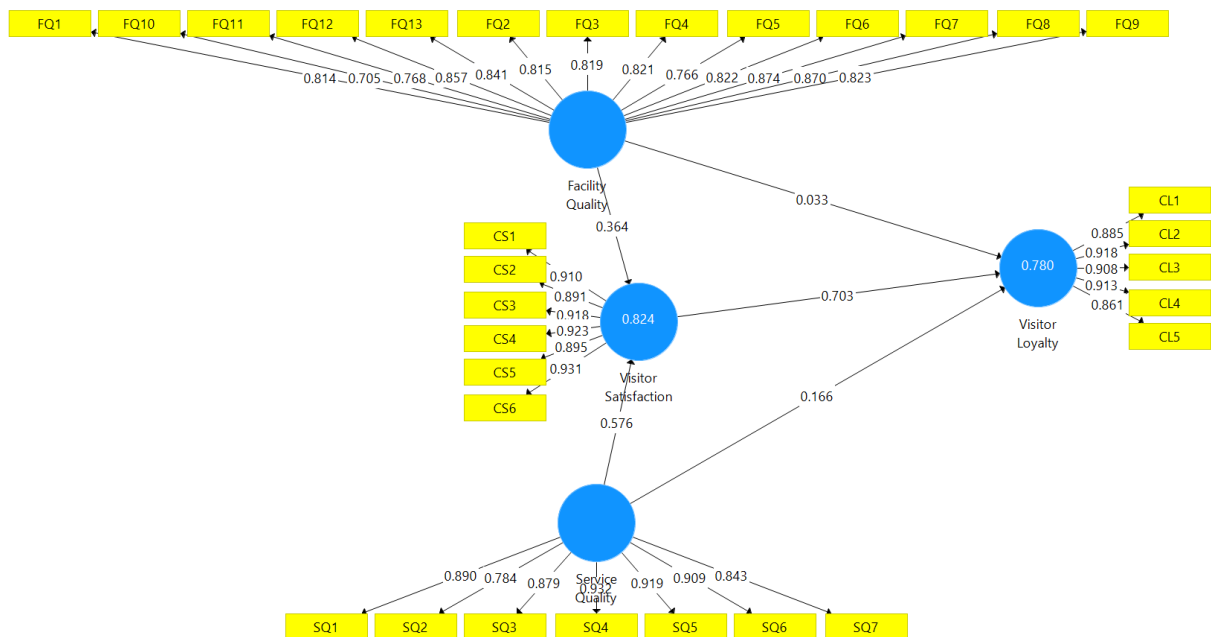 FQ1 FQ10 FQ11 FQ12 FQ13 FQ2 FQ3 FQ4 FQ5 FQ6 FQ7 FQ8 FQ9
0.814 0.705 0.768 0.857 0.841 0.815 0.819 0.821 0.766 0.822 0.874 0.870 0.823
Facility
Quality
0.033
0.364
CS1
CS2
CS3
CS4
CS5
CS6
0.910
0.891
0.918
0.923
0.895
0.931
0.824
Visitor
Satisfaction
0.703
0.780
Visitor
Loyalty
CL1
CL2
CL3
CL4
CL5
0.885
0.918
0.908
0.913
0.861
0.166
0.576
Service
Quality
0.890 0.784 0.879 0.932 0.919 0.909 0.843
SQ1 SQ2 SQ3 SQ4 SQ5 SQ6 SQ7